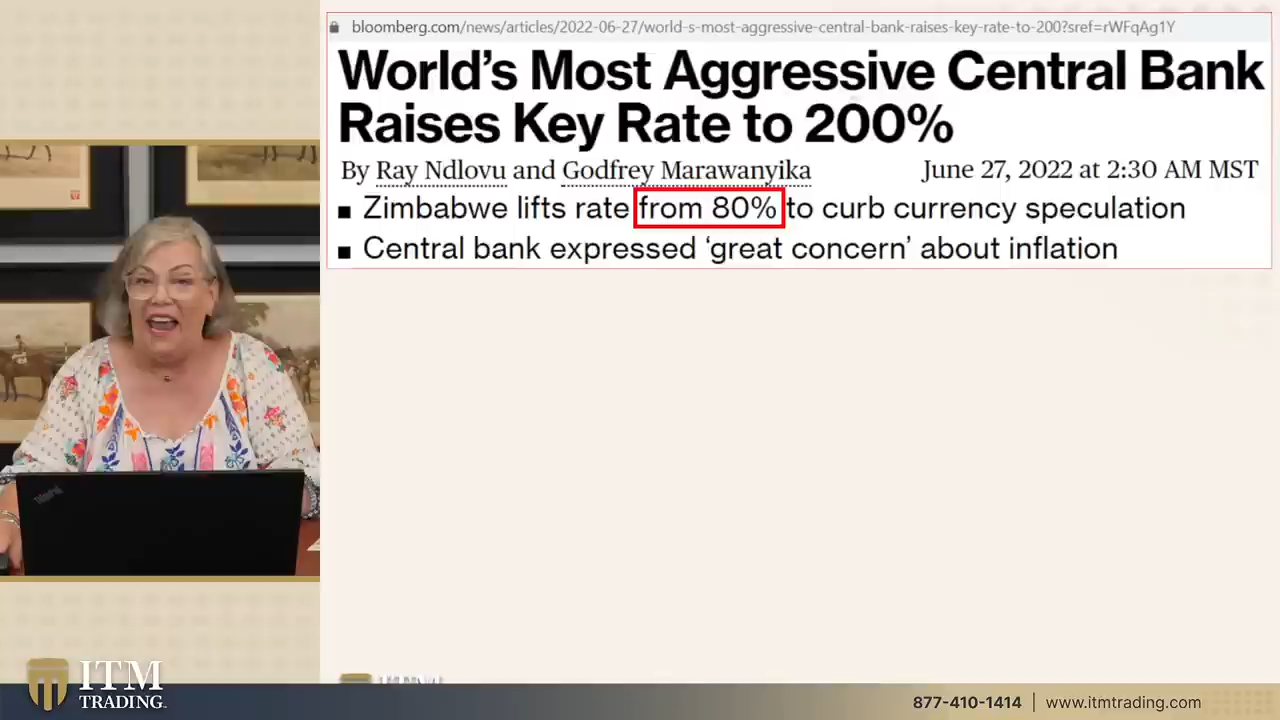 bloomberg.com/news/articles/2022-06-27/world-s-most-aggressive-central-bank-raises-key-rate-to-200?sref=rWFqAg1Y
World's Most Aggressive Central Bank
Raises Key Rate to 200%
By Ray Ndlovu and Godfrey Marawanyika June 27, 2022 at 2:30 AM MST
■ Zimbabwe lifts rate from 80% to curb currency speculation
■ Central bank expressed ‘great concern’ about inflation
ThinkPad
ITM
TRADING
877-410-1414 | www.itmtrading.com